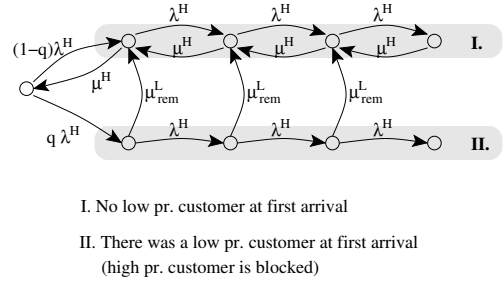 λ^H λ^H λ^H
(1–q)λ^H μ^H μ^H μ^H I.
μ^H μ^L_rem μ^L_rem μ^L_rem
q λ^H λ^H λ^H λ^H II.
I. No low pr. customer at first arrival
II. There was a low pr. customer at first arrival
(high pr. customer is blocked)